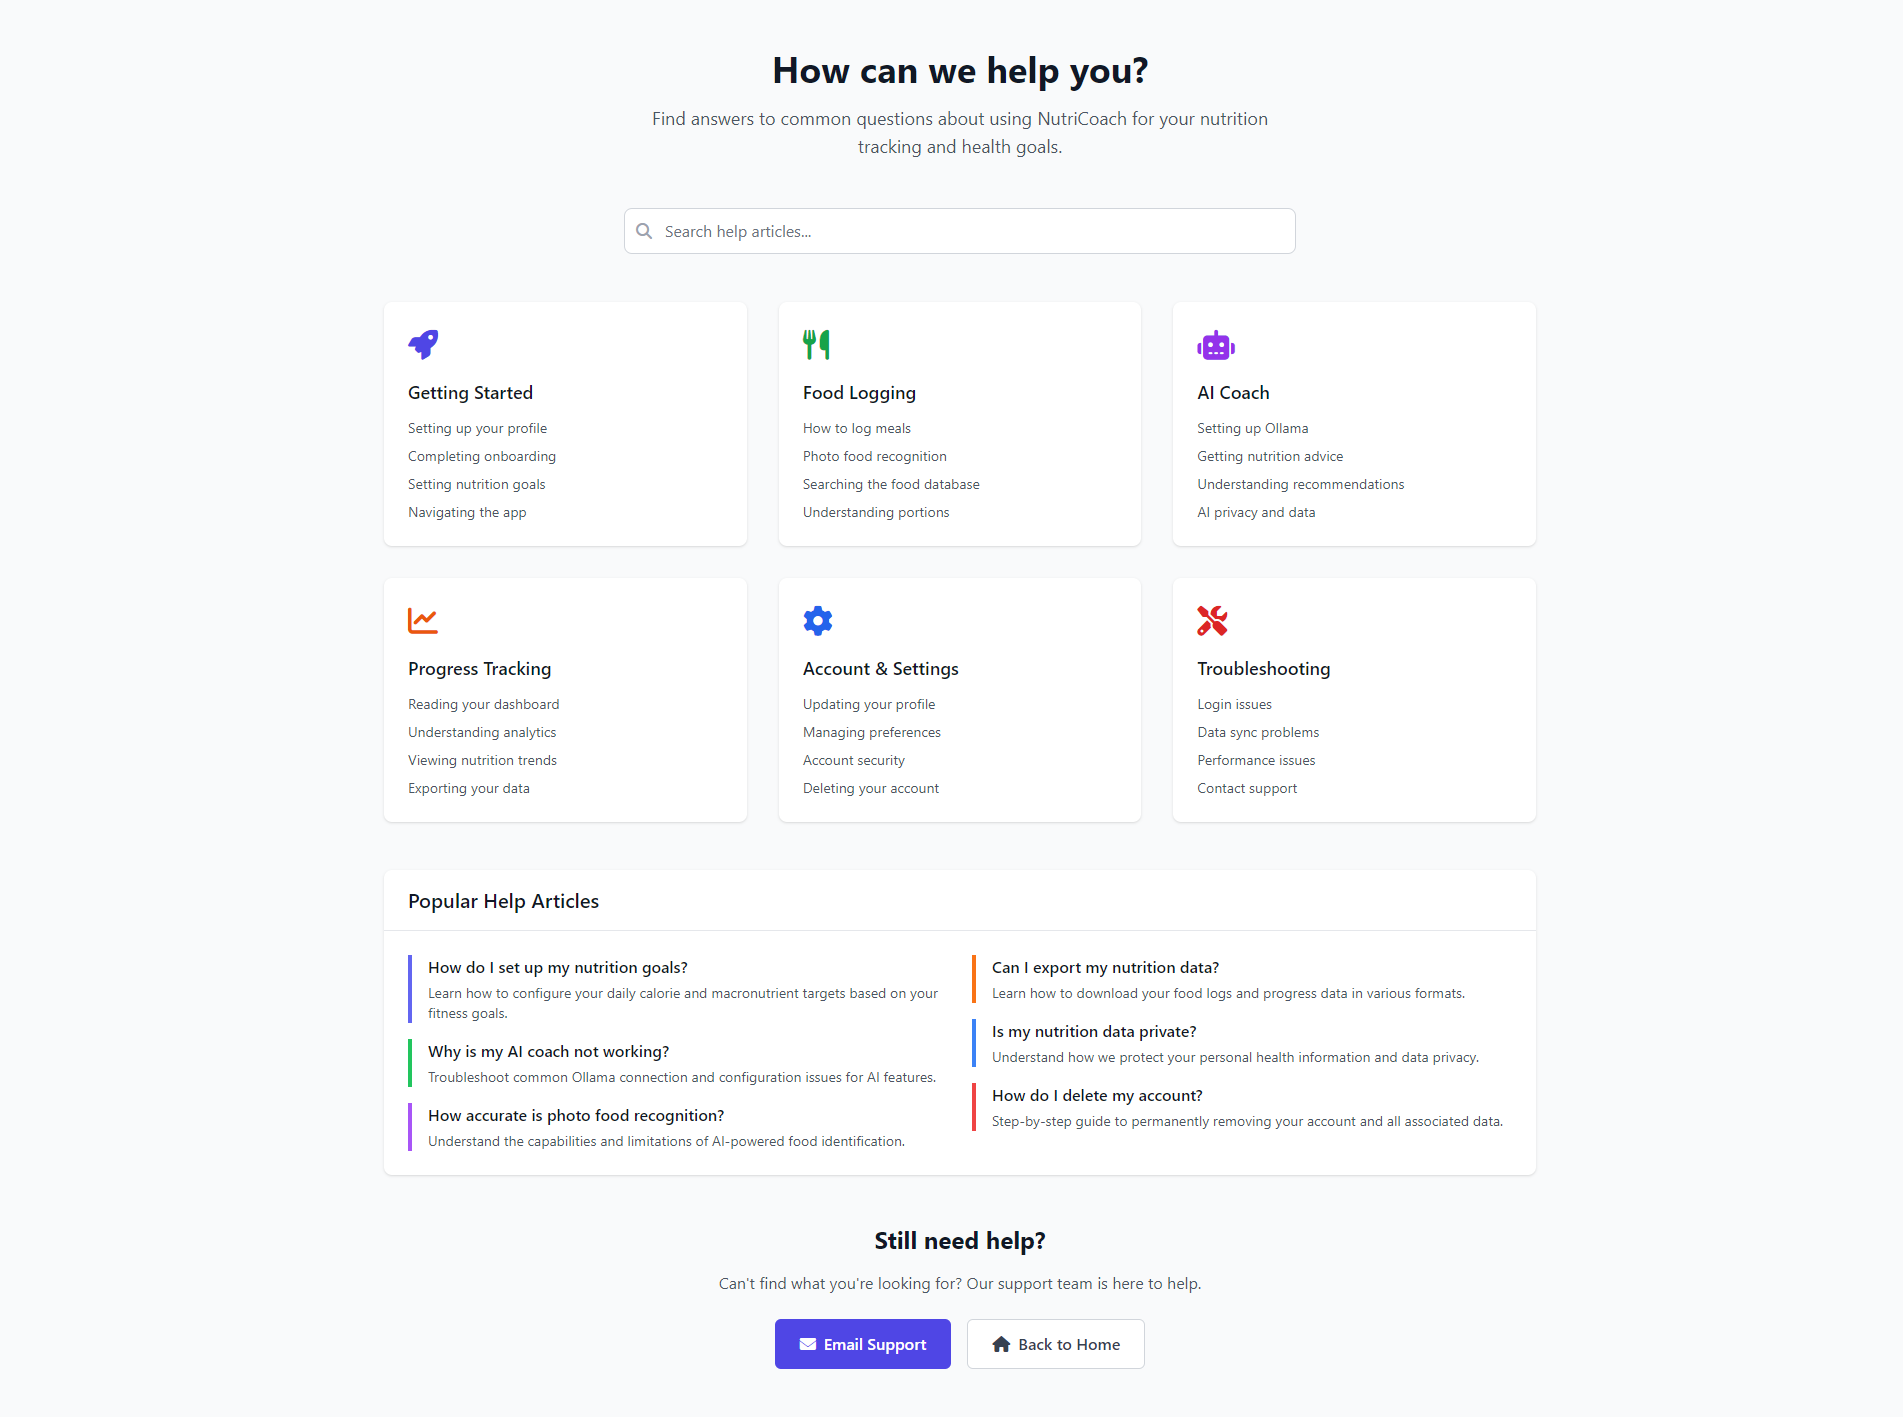 How can we help you?
Find answers to common questions about using NutriCoach for your nutrition
tracking and health goals.
Search help articles...
Getting Started
Setting up your profile
Completing onboarding
Setting nutrition goals
Navigating the app
Food Logging
How to log meals
Photo food recognition
Searching the food database
Understanding portions
AI Coach
Setting up Ollama
Getting nutrition advice
Understanding recommendations
AI privacy and data
Progress Tracking
Reading your dashboard
Understanding analytics
Viewing nutrition trends
Exporting your data
Account & Settings
Updating your profile
Managing preferences
Account security
Deleting your account
Troubleshooting
Login issues
Data sync problems
Performance issues
Contact support
Popular Help Articles
How do I set up my nutrition goals?
Learn how to configure your daily calorie and macronutrient targets based on your
fitness goals.
Why is my AI coach not working?
Troubleshoot common Ollama connection and configuration issues for AI features.
How accurate is photo food recognition?
Understand the capabilities and limitations of AI-powered food identification.
Can I export my nutrition data?
Learn how to download your food logs and progress data in various formats.
Is my nutrition data private?
Understand how we protect your personal health information and data privacy.
How do I delete my account?
Step-by-step guide to permanently removing your account and all associated data.
Still need help?
Can't find what you're looking for? Our support team is here to help.
Email Support
Back to Home